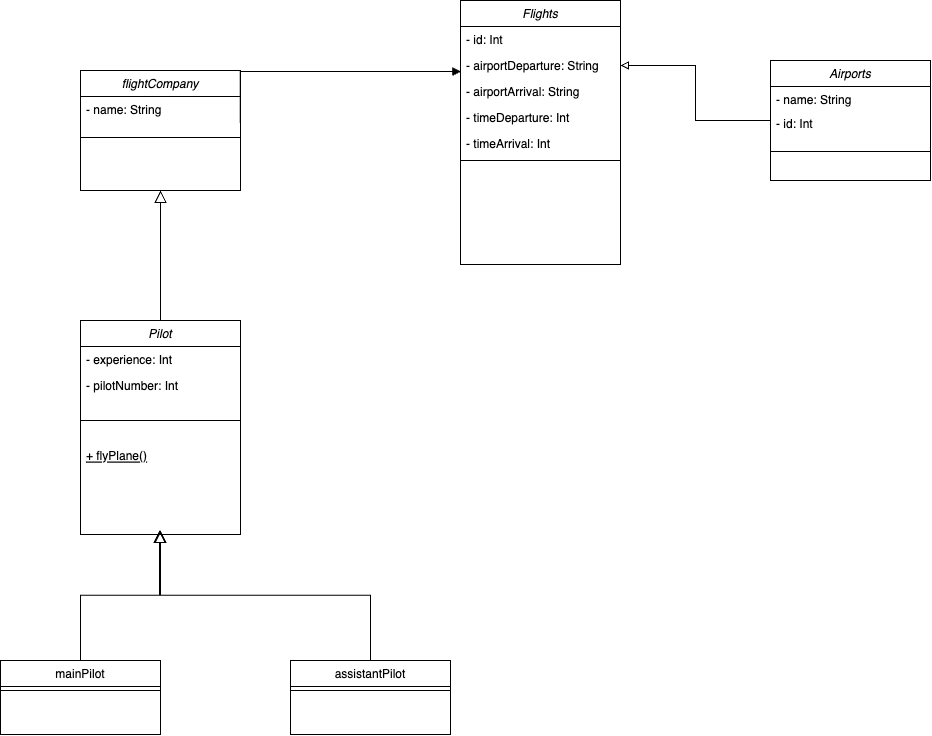 Flights
- id: Int
- airportDeparture: String
- airportArrival: String
- timeDeparture: Int
- timeArrival: Int
flightCompany
- name: String
Airports
- name: String
- id: Int
Pilot
- experience: Int
- pilotNumber: Int
+ flyPlane()
mainPilot
assistantPilot